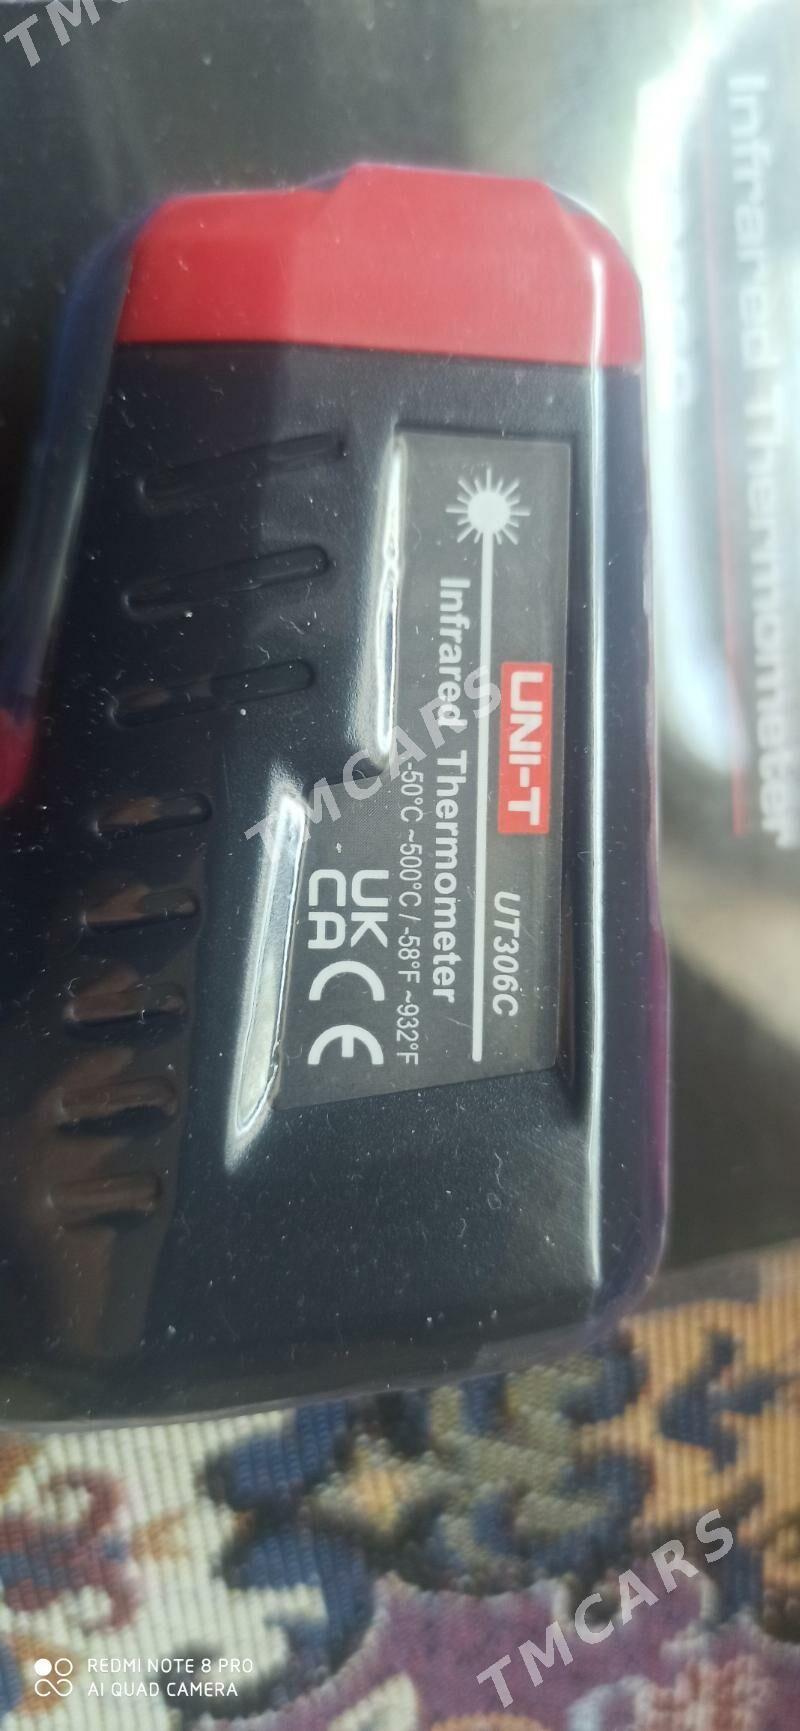 UNI-T UT306C
Infrared Thermometer
-50°C ~500°C / -58°F ~932°F
UK
CA CE
Infrared Thermometer
TMCARS
TMCARS
TMCARS
REDMI NOTE 8 PRO
AI QUAD CAMERA